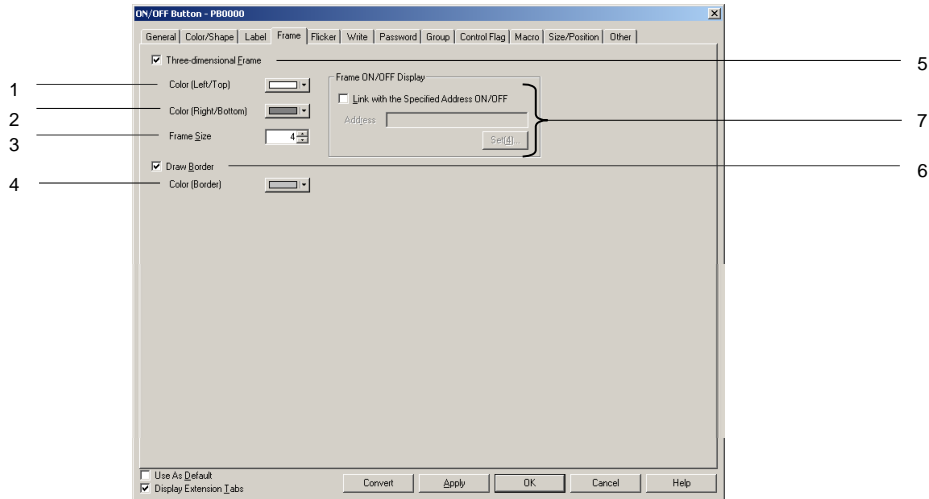 ON/OFF Button - PB0000
General Color/Shape Label Frame Flicker Write Password Group Control Flag Macro Size/Position Other
Three-dimensional Frame 5
1 Color (Left/Top) Frame ON/OFF Display
Link with the Specified Address ON/OFF
2 Color (Right/Bottom) 7
Address
3 Frame Size 4 Set(4)...
Draw Border 6
4 Color (Border)
Use As Default
Display Extension Tabs Convert Apply OK Cancel Help